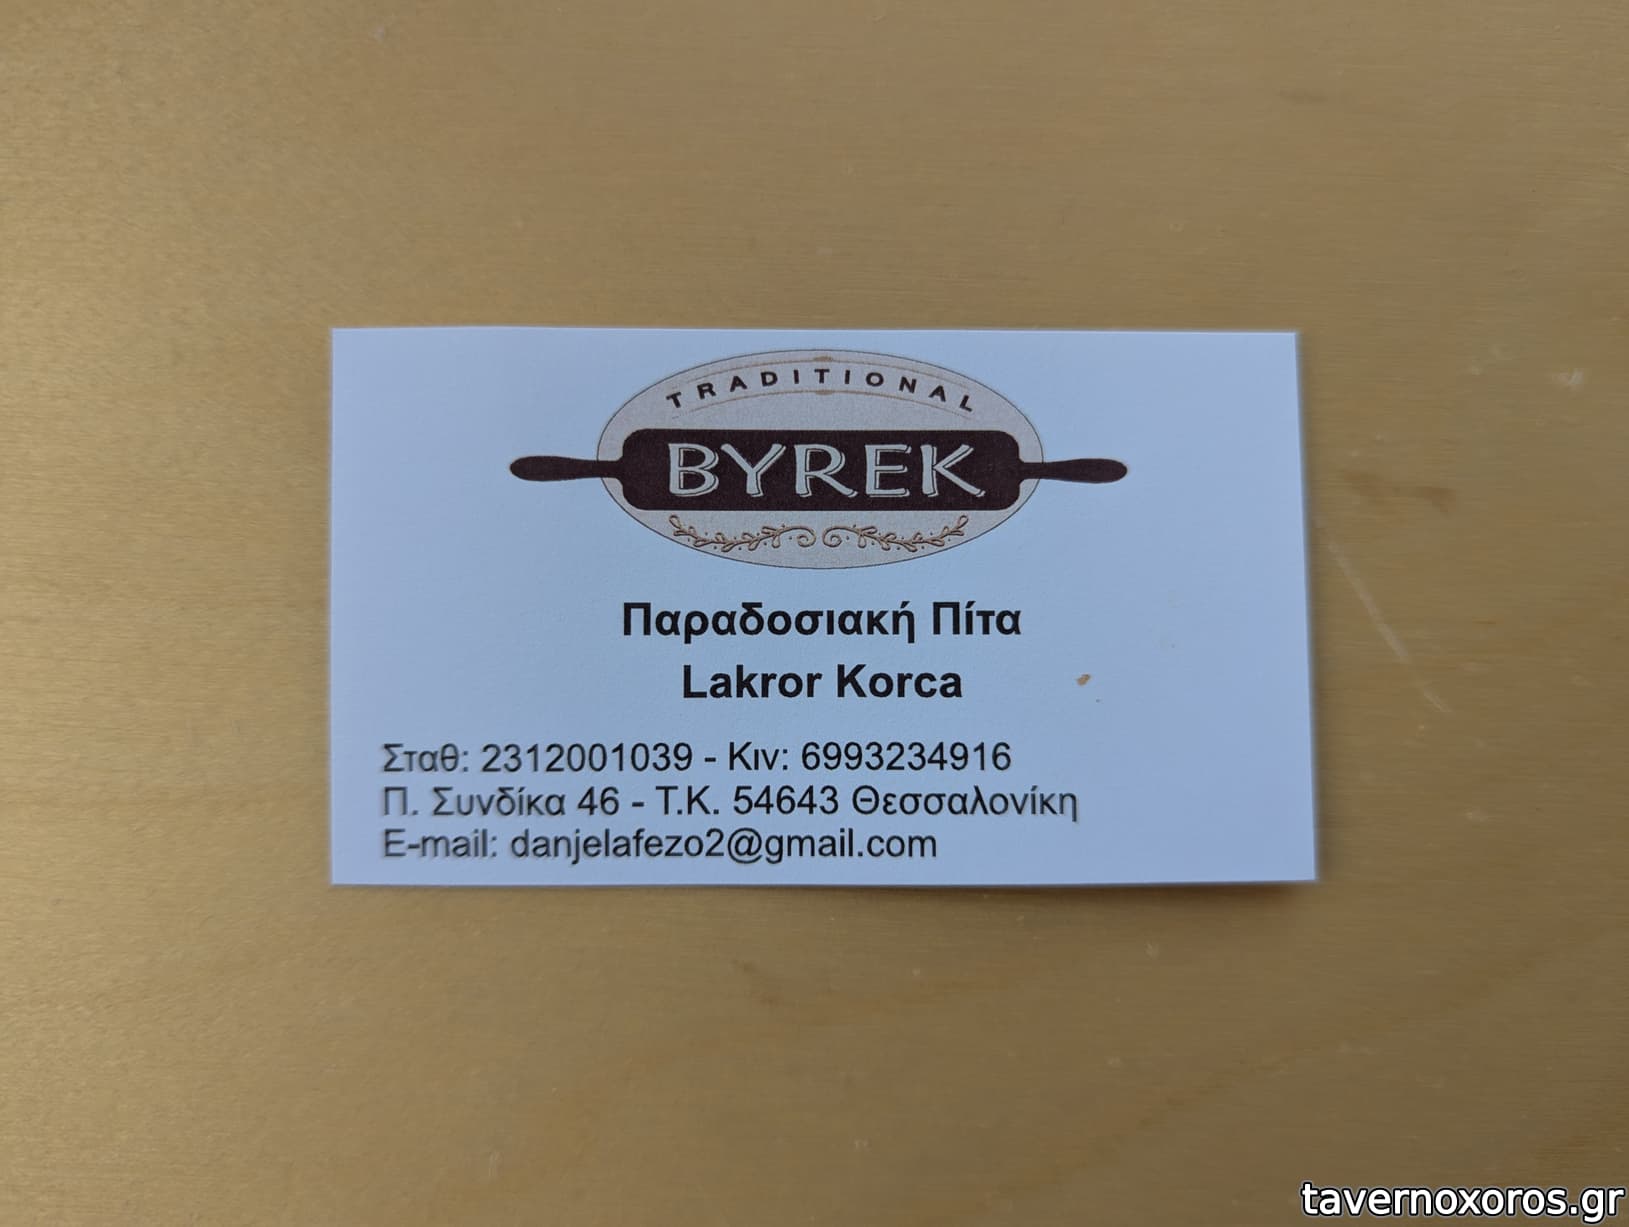 TRADITIONAL
BYREK
Παραδοσιακή Πίτα
Lakror Korca
Σταθ: 2312001039 - Κιν: 6993234916
Π. Συνδίκα 46 - Τ.Κ. 54643 Θεσσαλονίκη
E-mail: danjelafezo2@gmail.com
tavernoxoros.gr